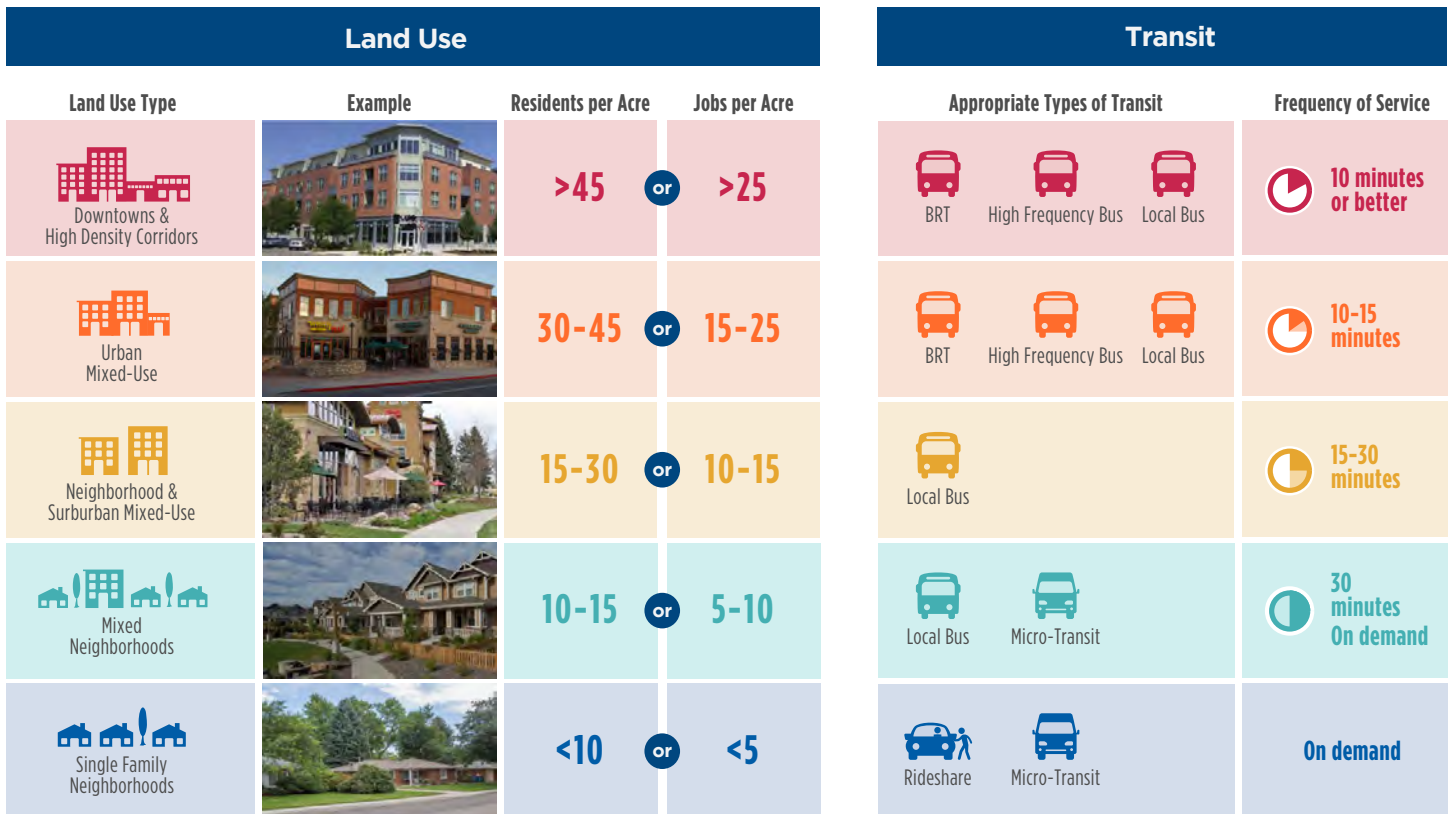 Land Use
Transit
Land Use Type
Example
Residents per Acre
Jobs per Acre
Appropriate Types of Transit
Frequency of Service
Downtowns &
High Density Corridors
>45
or
>25
BRT
High Frequency Bus
Local Bus
10 minutes
or better
Urban
Mixed-Use
30-45
or
15-25
BRT
High Frequency Bus
Local Bus
10-15
minutes
Neighborhood &
Surburban Mixed-Use
15-30
or
10-15
Local Bus
15-30
minutes
Mixed
Neighborhoods
10-15
or
5-10
Local Bus
Micro-Transit
30
minutes
On demand
Single Family
Neighborhoods
<10
or
<5
Rideshare
Micro-Transit
On demand